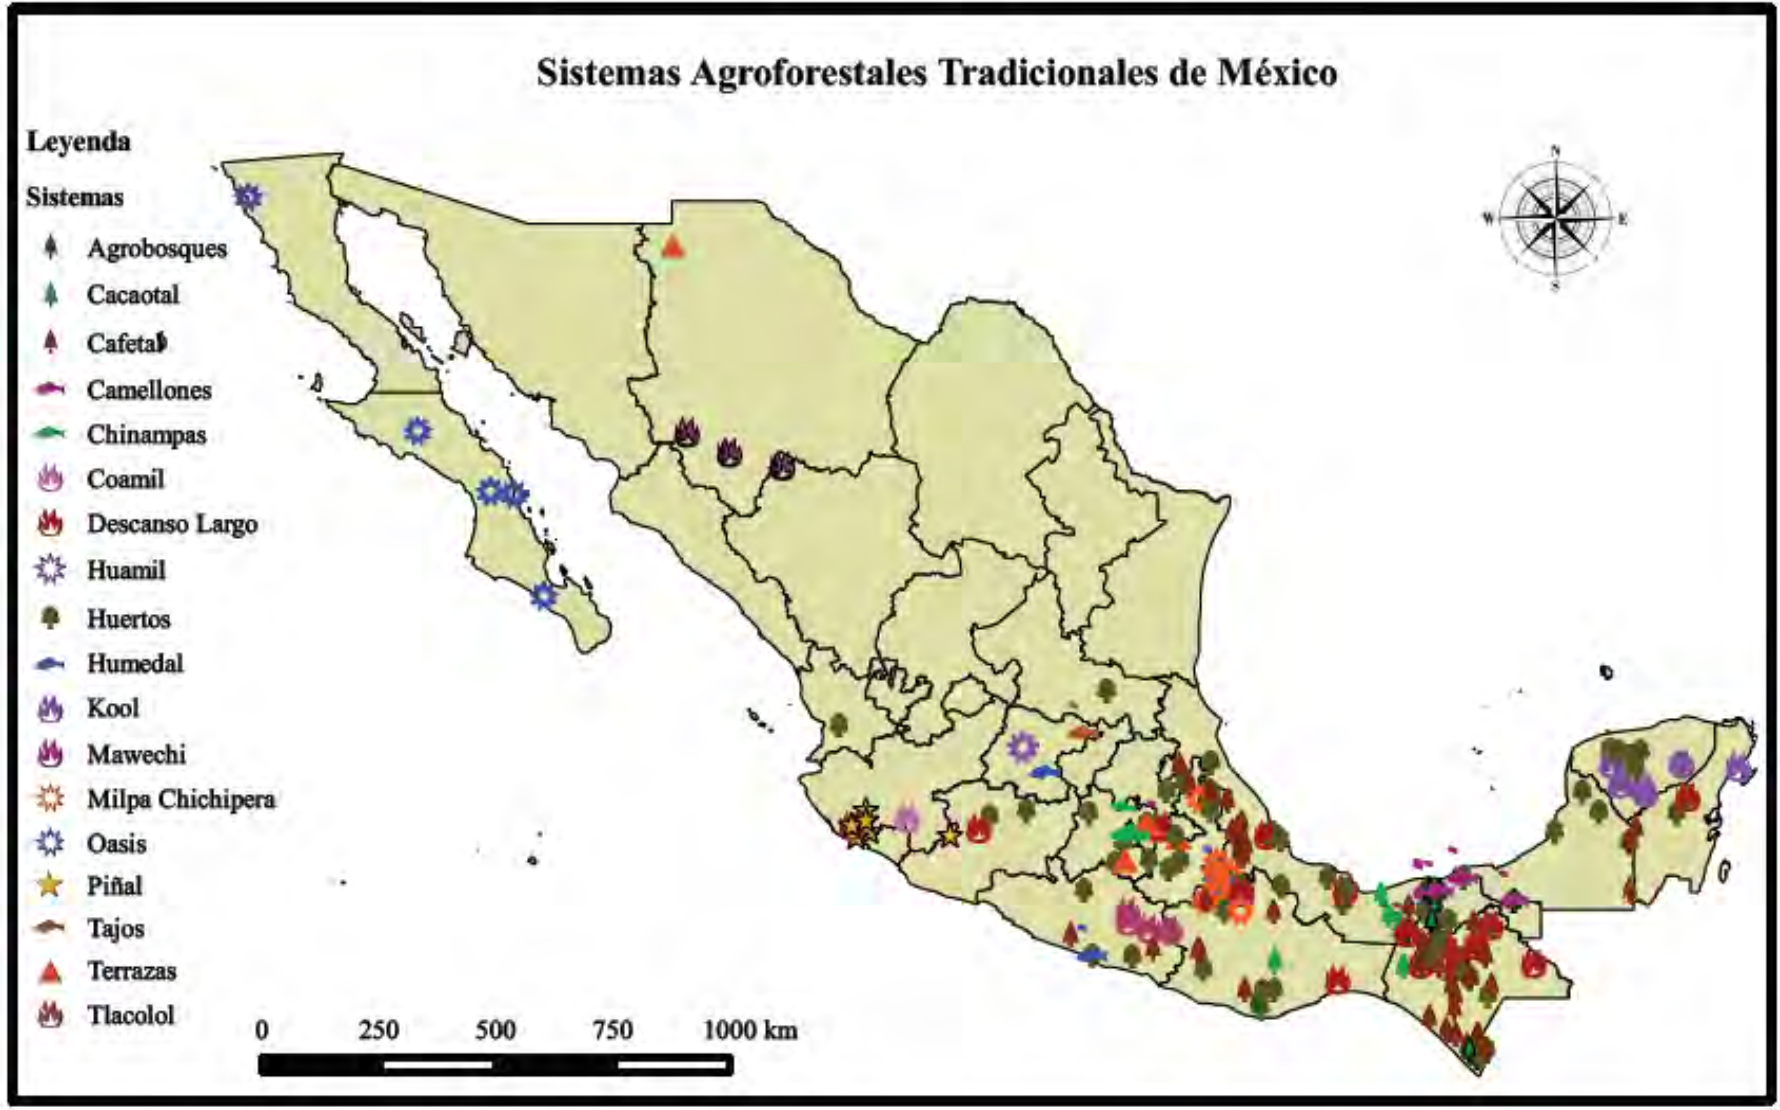 Sistemas Agroforestales Tradicionales de México
Leyenda
Sistemas
Agrobosques
Cacaotal
Cafetal
Camellones
Chinampas
Coamil
Descanso Largo
Huamil
Huertos
Humedal
Kool
Mawechi
Milpa Chichipera
Oasis
Piñal
Tajos
Terrazas
Tlacolol
0 250 500 750 1000 km
N
W E
S